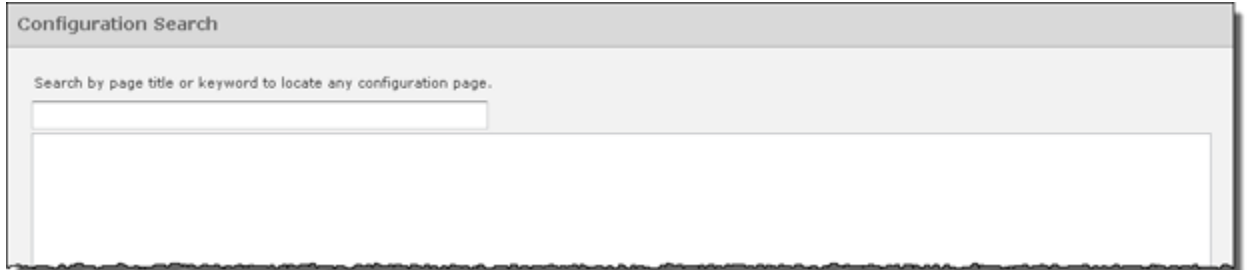 Configuration Search
Search by page title or keyword to locate any configuration page.